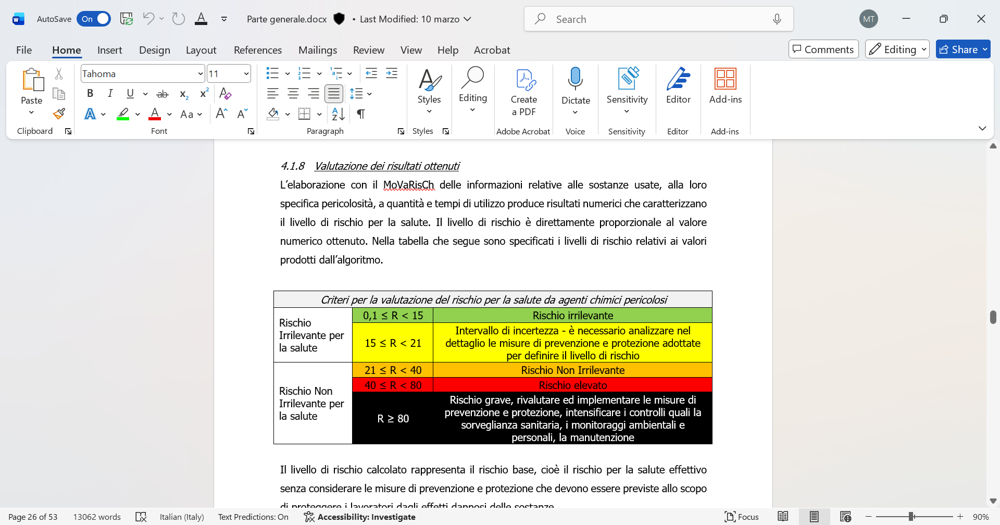 AutoSave On Parte generale.docx • Last Modified: 10 marzo Search MT
File Home Insert Design Layout References Mailings Review View Help Acrobat Comments Editing Share
Paste
Clipboard
Tahoma 11
B I U ab x₂ x² A
A A Aa A A
Font
Paragraph
Styles
Styles
Editing
Create
a PDF
Adobe Acrobat
Dictate
Voice
Sensitivity
Sensitivity
Editor
Editor
Add-ins
Add-ins
4.1.8 Valutazione dei risultati ottenuti
L’elaborazione con il MoVaRisCh delle informazioni relative alle sostanze usate, alla loro
specifica pericolosità, a quantità e tempi di utilizzo produce risultati numerici che caratterizzano
il livello di rischio per la salute. Il livello di rischio è direttamente proporzionale al valore
numerico ottenuto. Nella tabella che segue sono specificati i livelli di rischio relativi ai valori
prodotti dall’algoritmo.
Criteri per la valutazione del rischio per la salute da agenti chimici pericolosi
Rischio
Irrilevante per
la salute
0,1 ≤ R < 15
Rischio irrilevante
15 ≤ R < 21
Intervallo di incertezza - è necessario analizzare nel
dettaglio le misure di prevenzione e protezione adottate
per definire il livello di rischio
Rischio Non
Irrilevante per
la salute
21 ≤ R < 40
Rischio Non Irrilevante
40 ≤ R < 80
Rischio elevato
R ≥ 80
Rischio grave, rivalutare ed implementare le misure di
prevenzione e protezione, intensificare i controlli quali la
sorveglianza sanitaria, i monitoraggi ambientali e
personali, la manutenzione
Il livello di rischio calcolato rappresenta il rischio base, cioè il rischio per la salute effettivo
senza considerare le misure di prevenzione e protezione che devono essere previste allo scopo
di proteggere i lavoratori dagli effetti dannosi delle sostanze
Page 26 of 53 13062 words Italian (Italy) Text Predictions: On Accessibility: Investigate Focus 90%